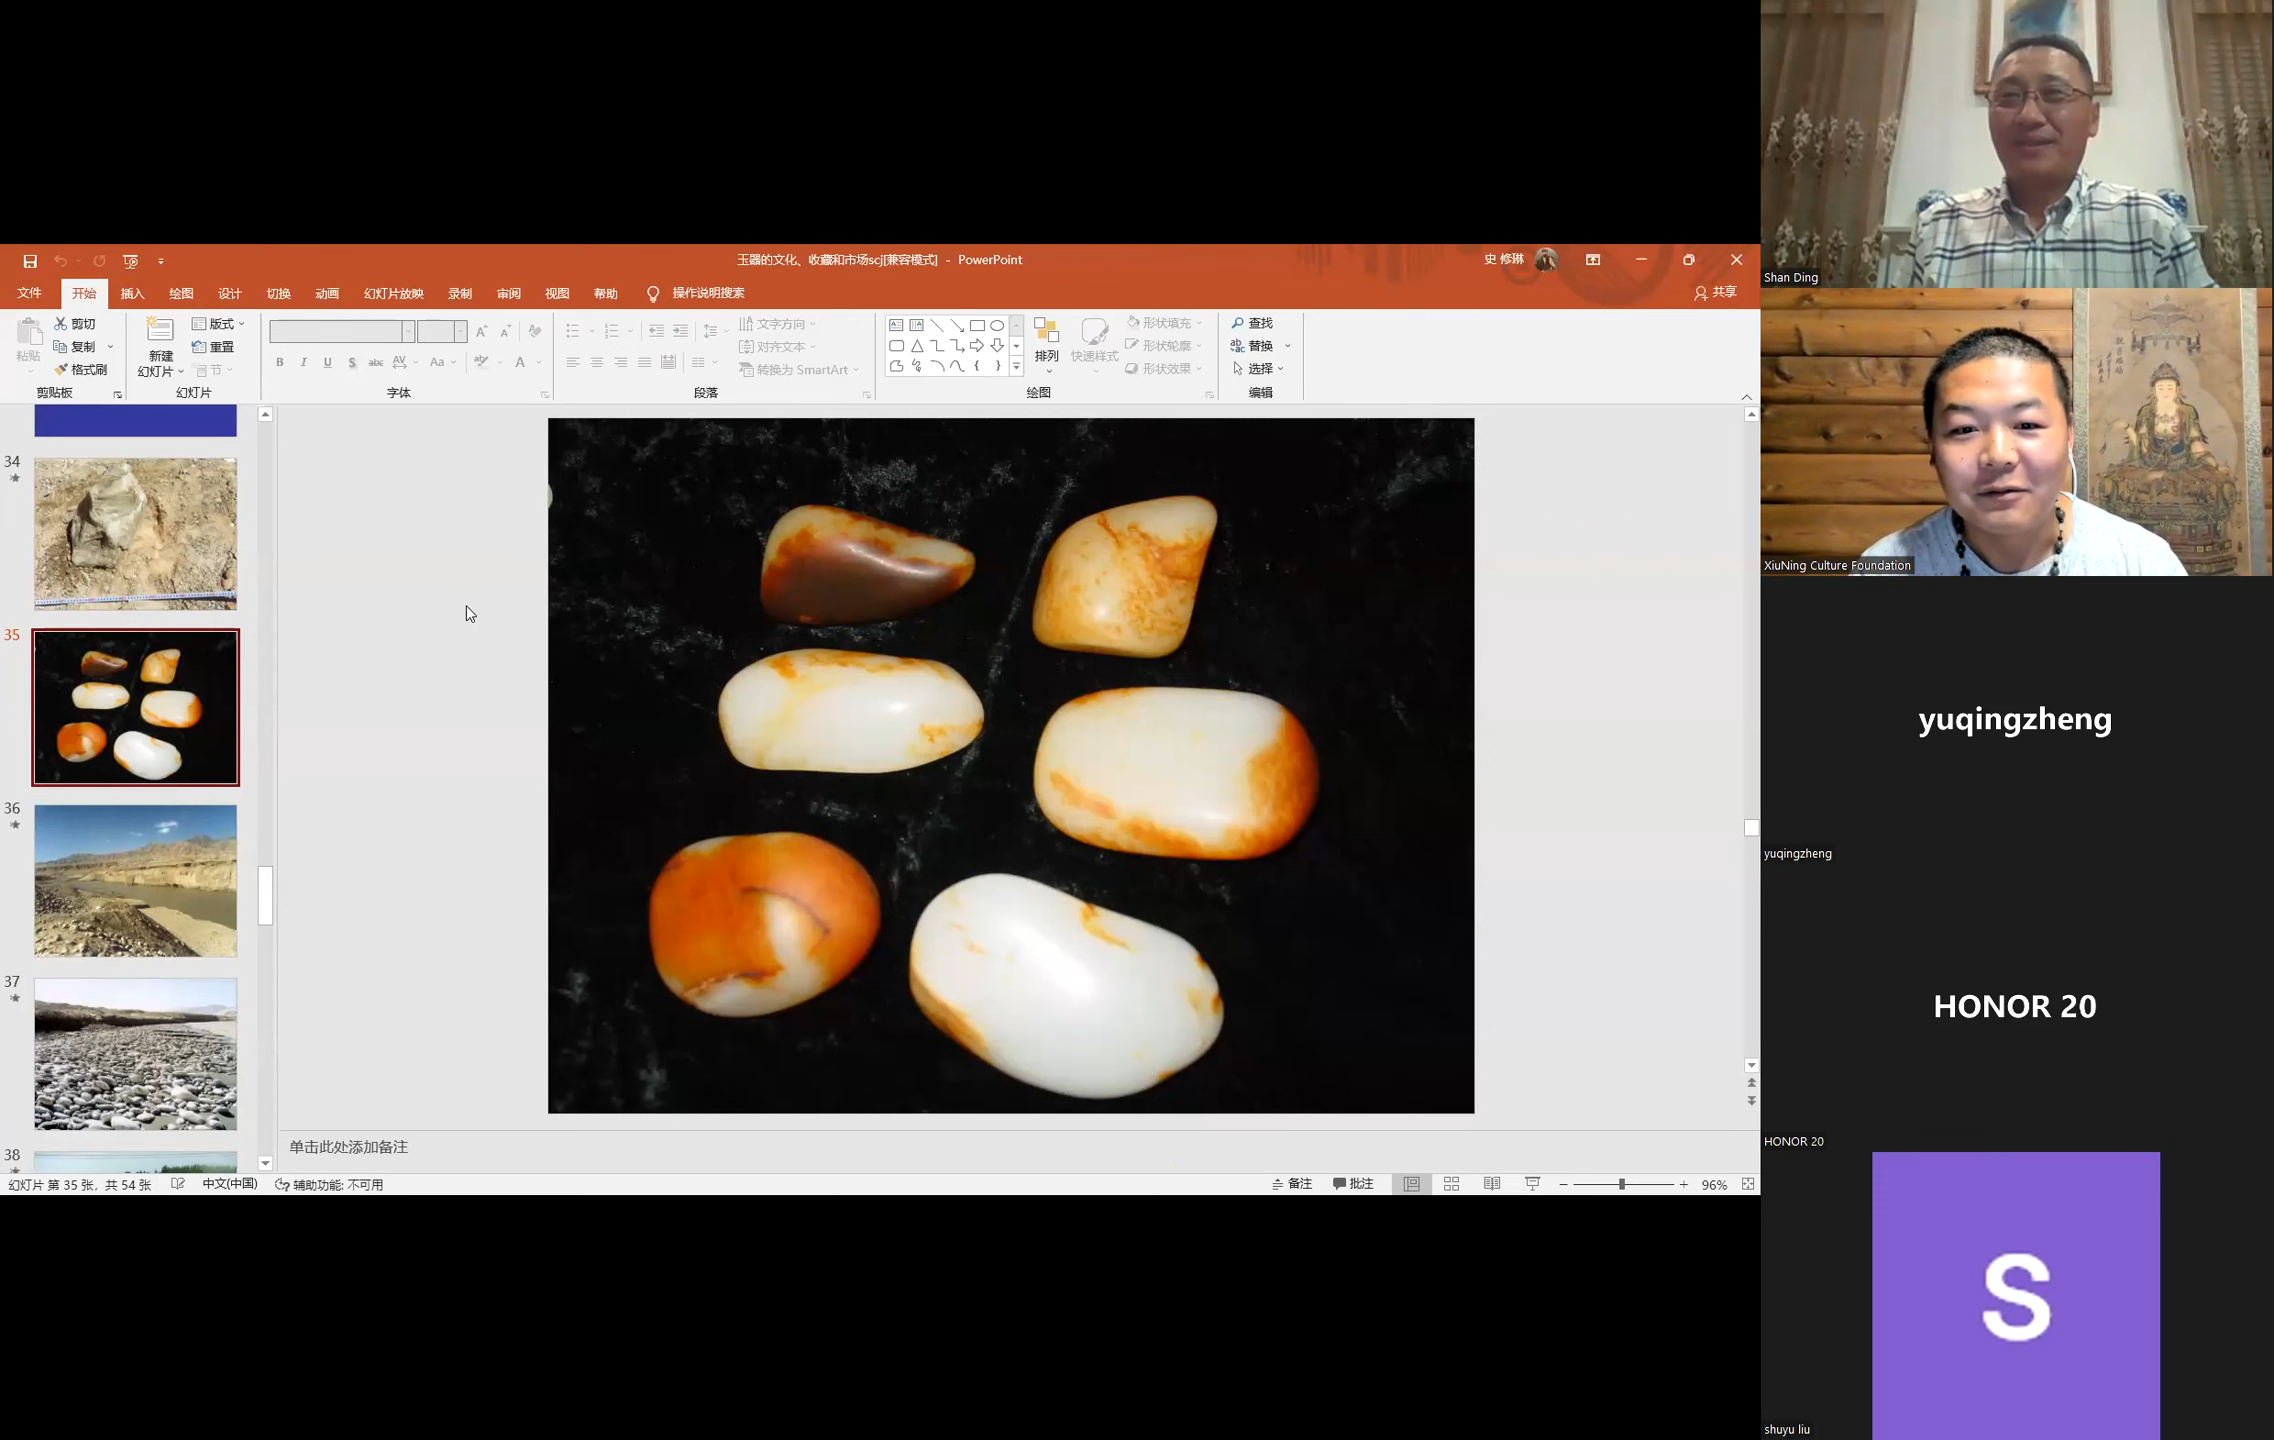 玉器的文化、收藏和市场scj[兼容模式] - PowerPoint
史 修琳
文件 开始 插入 绘图 设计 切换 动画 幻灯片放映 录制 审阅 视图 帮助 操作说明搜索 共享
粘贴
剪切
复制
格式刷
剪贴板
新建
幻灯片
版式
重置
节
幻灯片
B I U S abc AV Aa A
字体
文字方向
对齐文本
转换为 SmartArt
段落
排列
快速样式
形状填充
形状轮廓
形状效果
绘图
查找
替换
选择
编辑
34
35
36
37
38
单击此处添加备注
幻灯片 第 35 张，共 54 张 中文(中国) 辅助功能: 不可用
备注 批注 96%
Shan Ding
XiuNing Culture Foundation
yuqingzheng
yuqingzheng
HONOR 20
HONOR 20
S
shuyu liu